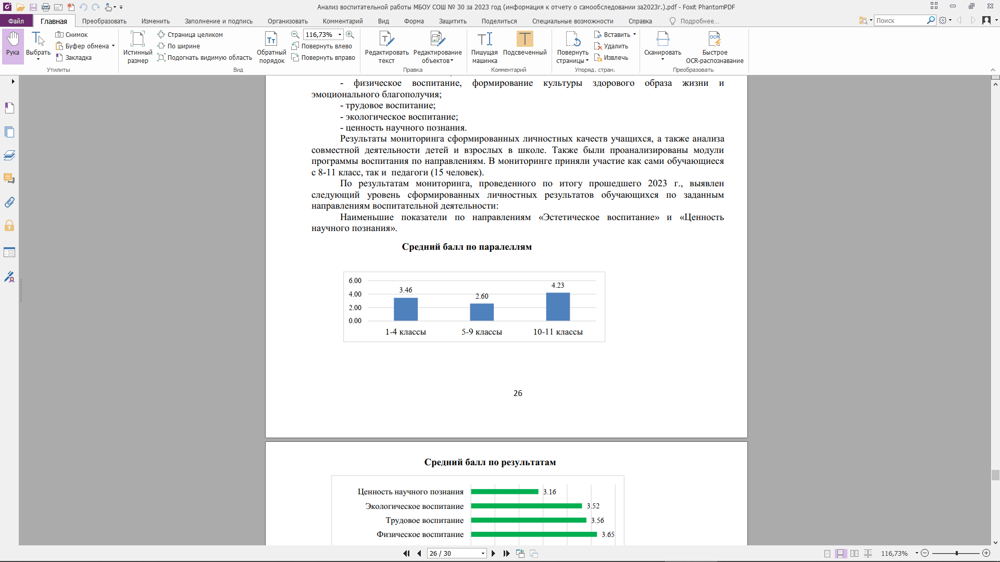 Анализ воспитательной работы МБОУ СОШ № 30 за 2023 год (информация к отчету о самообследовании за2023г.).pdf - Foxit PhantomPDF
Файл Главная Преобразовать Изменить Заполнение и подпись Организовать Комментарий Вид Форма Защитить Поделиться Специальные возможности Справка Подробнее... Поиск
Рука
Выбрать
Снимок
Буфер обмена
Закладка
Утилиты
Истинный
размер
Страница целиком
По ширине
Подогнать видимую область
Обратный
порядок
116,73%
Повернуть влево
Повернуть вправо
Вид
Редактировать
текст
Редактирование
объектов
Правка
Пишущая
машинка
Подсвеченный
Комментарий
Повернуть
страницы
Вставить
Удалить
Извлечь
Упоряд. стран.
Сканировать
Быстрое
OCR-распознавание
Преобразовать
- физическое воспитание, формирование культуры здорового образа жизни и
эмоционального благополучия;
- трудовое воспитание;
- экологическое воспитание;
- ценность научного познания.
Результаты мониторинга сформированных личностных качеств учащихся, а также анализа
совместной деятельности детей и взрослых в школе. Также были проанализированы модули
программы воспитания по направлениям. В мониторинге приняли участие как сами обучающиеся
с 8-11 класс, так и педагоги (15 человек).
По результатам мониторинга, проведенного по итогу прошедшего 2023 г., выявлен
следующий уровень сформированных личностных результатов обучающихся по заданным
направлениям воспитательной деятельности:
Наименьшие показатели по направлениям «Эстетическое воспитание» и «Ценность
научного познания».
Средний балл по паралеллям
6.00
4.00
2.00
0.00
3.46
2.60
4.23
1-4 классы 5-9 классы 10-11 классы
26
Средний балл по результатам
Ценность научного познания 3.16
Экологическое воспитание 3.52
Трудовое воспитание 3.56
Физическое воспитание 3.65
26 / 30
116,73%